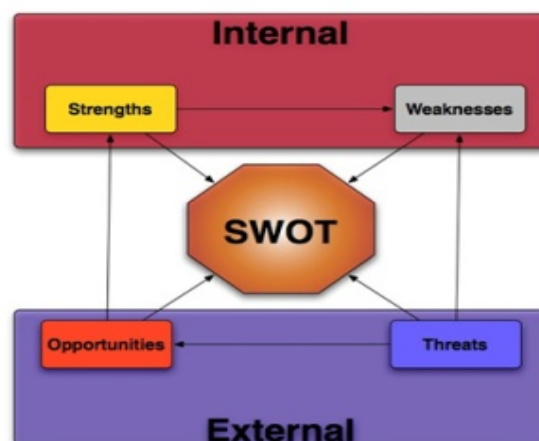 Internal
Strengths
Weaknesses
SWOT
Opportunities
Threats
External